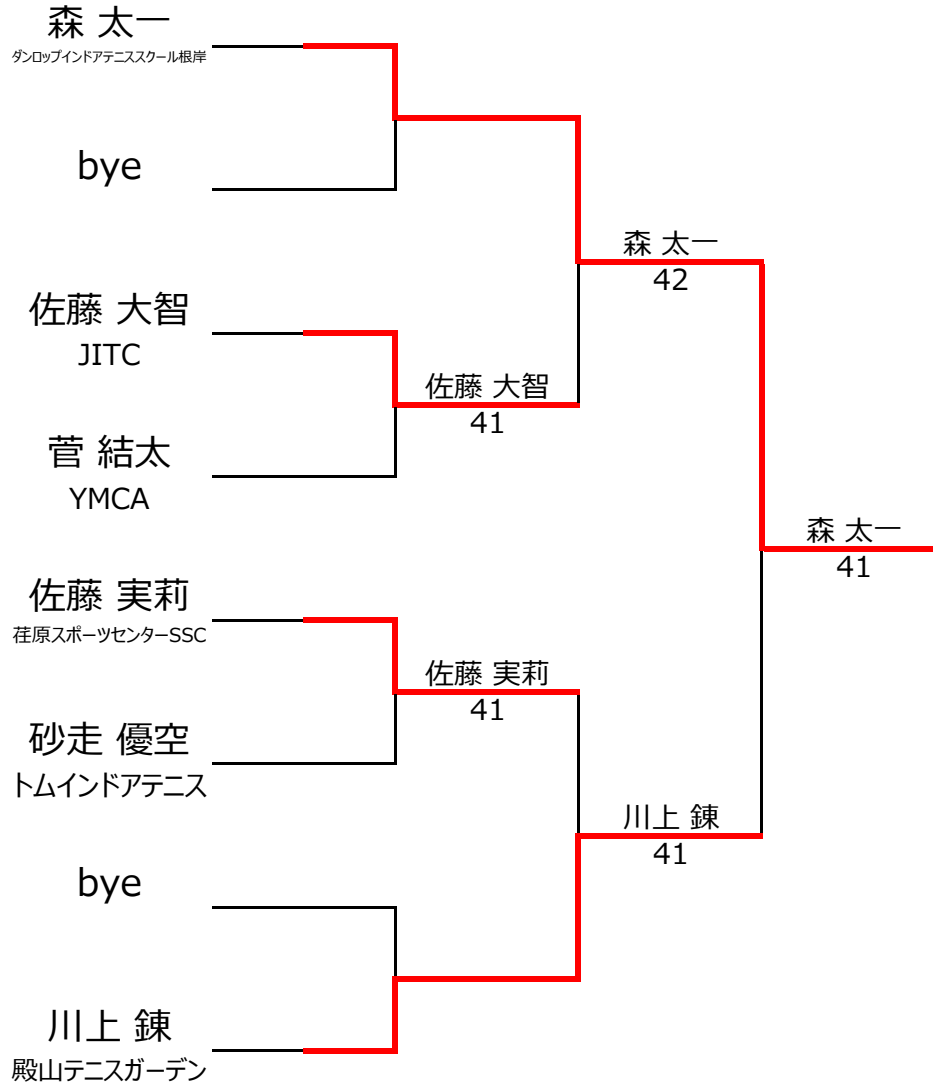 森 太一
ダンロップインドアテニススクール根岸
bye
佐藤 大智
JITC
菅 結太
YMCA
佐藤 実莉
荏原スポーツセンターSSC
砂走 優空
トムインドアテニス
bye
川上 錬
殿山テニスガーデン
佐藤 大智
41
佐藤 実莉
41
森 太一
42
川上 錬
41
森 太一
41